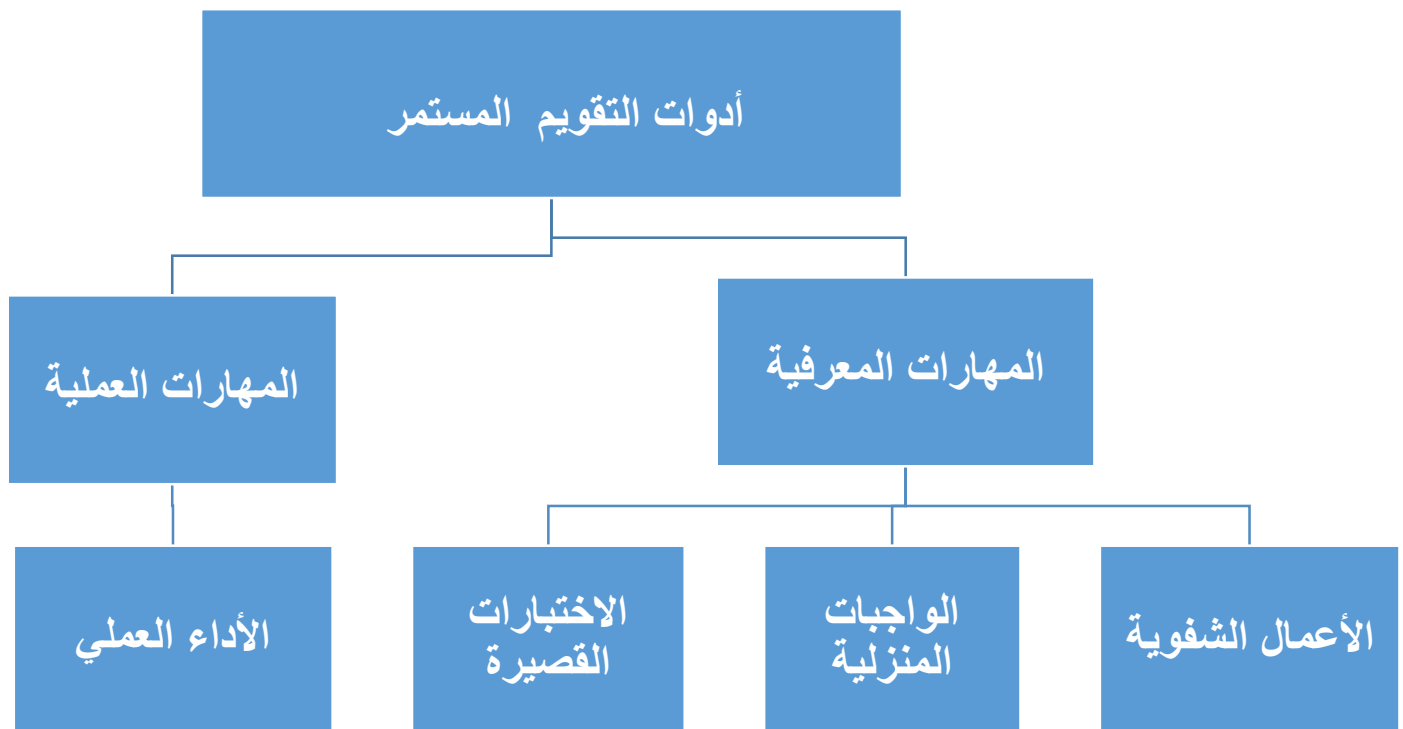 أدوات التقويم المستمر
المهارات المعرفية
المهارات العملية
الأعمال الشفوية
الواجبات
المنزلية
الاختبارات
القصيرة
الأداء العملي